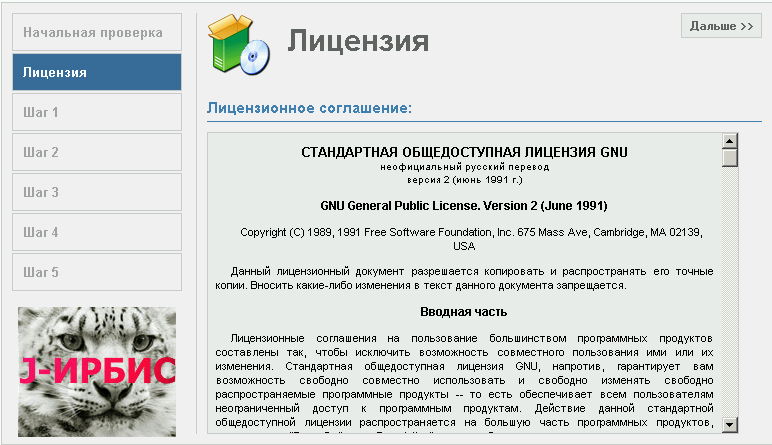 Начальная проверка
Лицензия
Шаг 1
Шаг 2
Шаг 3
Шаг 4
Шаг 5
J-ИРБИС
Лицензия
Дальше >>
Лицензионное соглашение:
СТАНДАРТНАЯ ОБЩЕДОСТУПНАЯ ЛИЦЕНЗИЯ GNU
неофициальный русский перевод
версия 2 (июнь 1991 г.)
GNU General Public License. Version 2 (June 1991)
Copyright (C) 1989, 1991 Free Software Foundation, Inc. 675 Mass Ave, Cambridge, MA 02139,
USA
Данный лицензионный документ разрешается копировать и распространять его точные
копии. Вносить какие-либо изменения в текст данного документа запрещается.
Вводная часть
Лицензионные соглашения на пользование большинством программных продуктов
составлены так, чтобы исключить возможность совместного пользования ими или их
изменения. Стандартная общедоступная лицензия GNU, напротив, гарантирует вам
возможность свободно совместно использовать и свободно изменять свободно
распространяемые программные продукты -- то есть обеспечивает всем пользователям
неограниченный доступ к программным продуктам. Действие данной стандартной
общедоступной лицензии распространяется на большую часть программных продуктов,